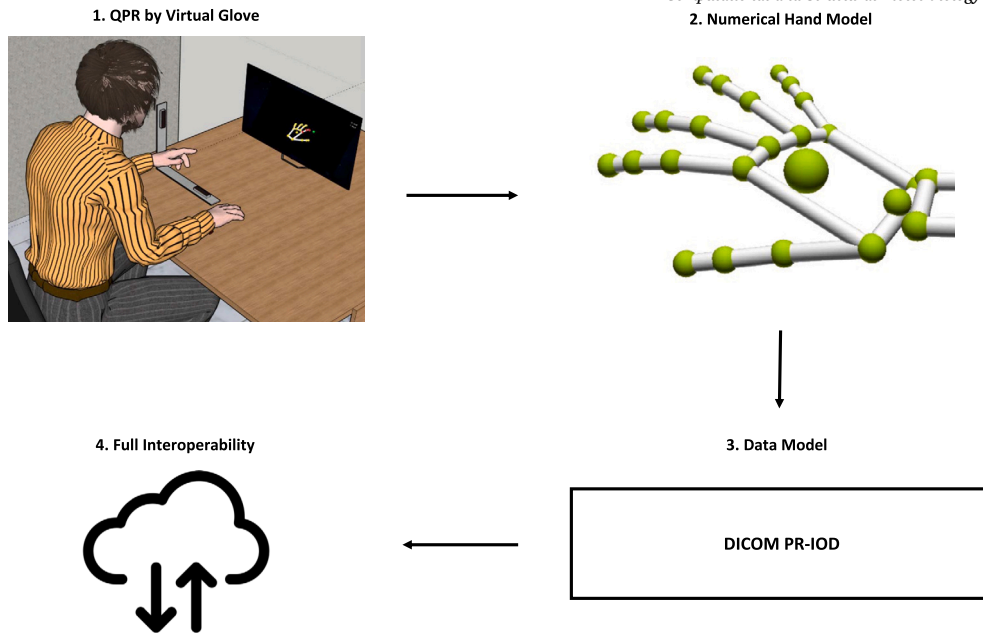 1. QPR by Virtual Glove
2. Numerical Hand Model
4. Full Interoperability
3. Data Model
DICOM PR-IOD